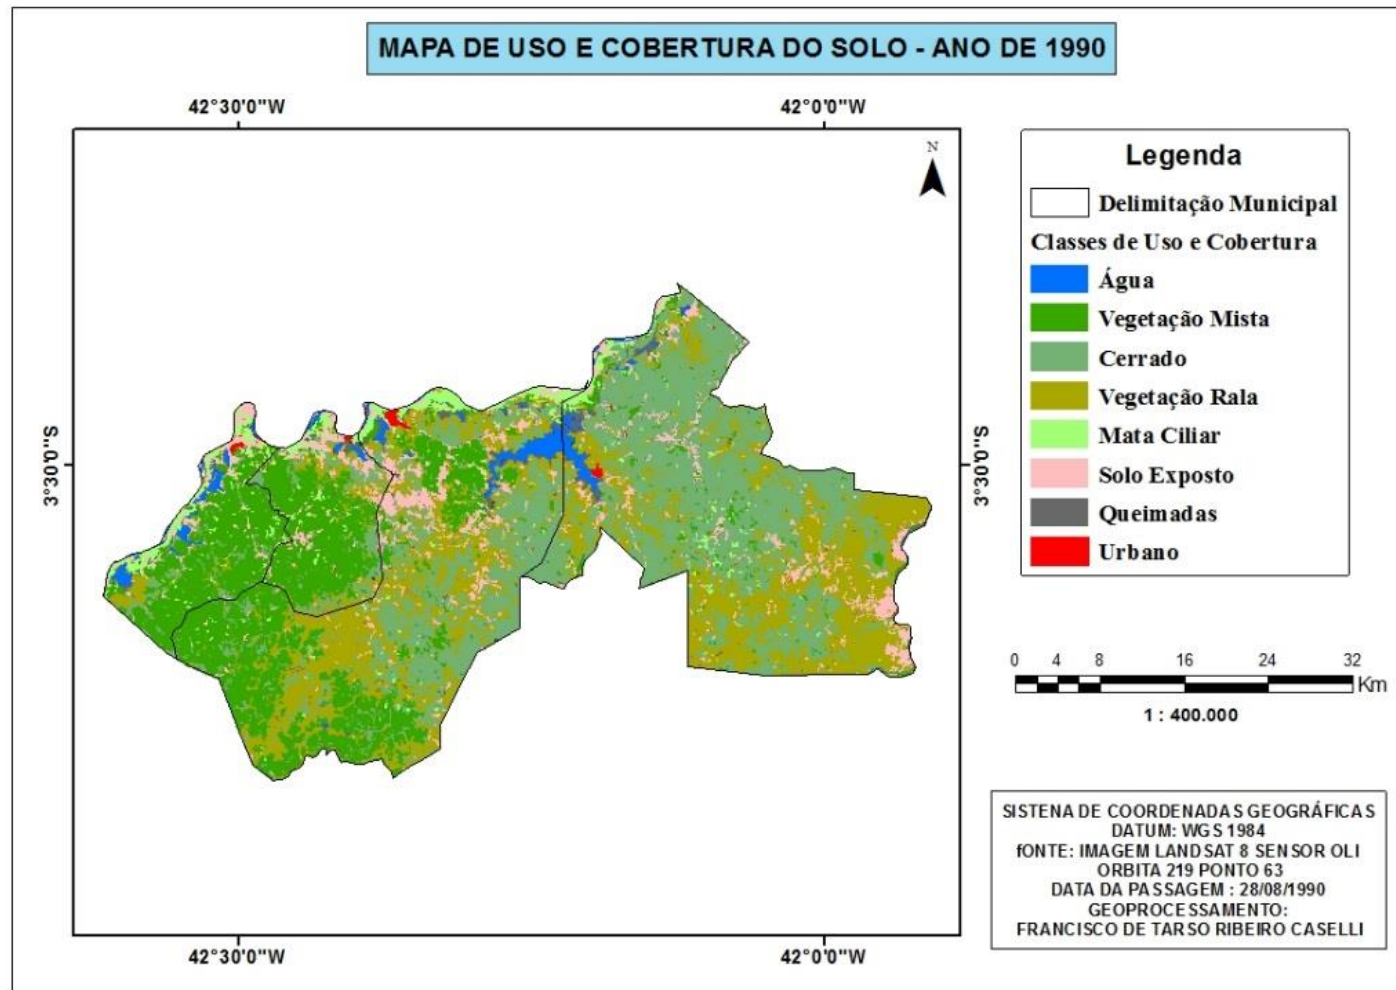 MAPA DE USO E COBERTURA DO SOLO - ANO DE 1990
42°30'0"W
42°0'0"W
N
3°30'0"S
3°30'0"S
42°30'0"W
42°0'0"W
Legenda
Delimitação Municipal
Classes de Uso e Cobertura
Água
Vegetação Mista
Cerrado
Vegetação Rala
Mata Ciliar
Solo Exposto
Queimadas
Urbano
0 4 8 16 24 32
Km
1 : 400.000
SISTENA DE COORDENADAS GEOGRÁFICAS
DATUM: WGS 1984
fONTE: IMAGEM LANDSAT 8 SENSOR OLI
ORBITA 219 PONTO 63
DATA DA PASSAGEM : 28/08/1990
GEOPROCESSAMENTO:
FRANCISCO DE TARSO RIBEIRO CASELLI